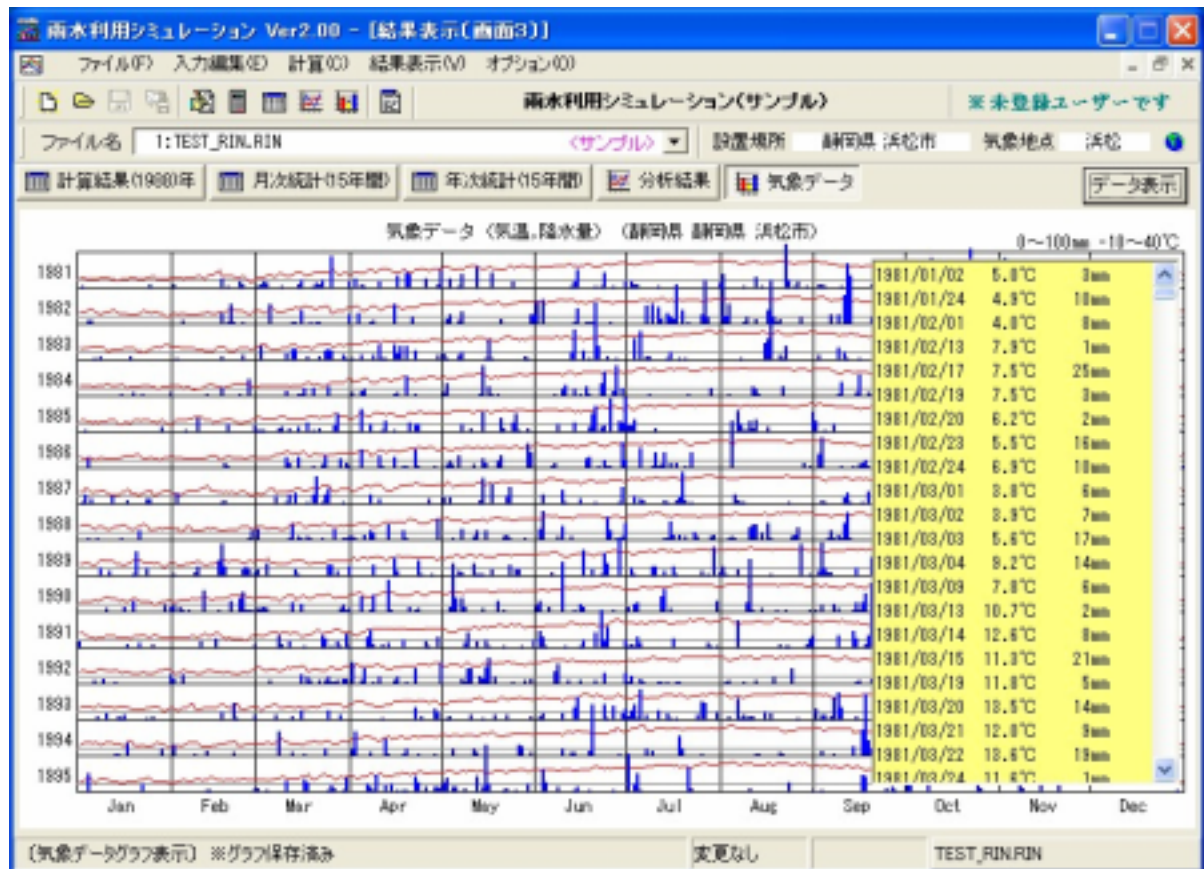 雨水利用シミュレーション Ver2.00 - [結果表示(画面3)]
ファイル(F) 入力編集(E) 計算(C) 結果表示(V) オプション(O)
雨水利用シミュレーション(サンプル) ※未登録ユーザーです
ファイル名 1:TEST_RIN.RIN <サンプル> 設置場所 静岡県 浜松市 気象地点 浜松
計算結果(1988)年 月次統計(15年間) 年次統計(15年間) 分析結果 気象データ データ表示
気象データ (気温,降水量) (静岡県 静岡県 浜松市)
0~100mm -10~40℃
1981
1982
1983
1984
1985
1986
1987
1988
1989
1990
1991
1992
1993
1994
1995
1981/01/02 5.0℃ 3mm
1981/01/24 4.9℃ 10mm
1981/02/01 4.0℃ 8mm
1981/02/13 7.9℃ 1mm
1981/02/17 7.5℃ 25mm
1981/02/19 7.5℃ 3mm
1981/02/20 6.2℃ 2mm
1981/02/23 5.5℃ 16mm
1981/02/24 6.9℃ 10mm
1981/03/01 3.8℃ 6mm
1981/03/02 3.9℃ 7mm
1981/03/03 5.6℃ 17mm
1981/03/04 9.2℃ 14mm
1981/03/09 7.8℃ 6mm
1981/03/13 10.7℃ 2mm
1981/03/14 12.6℃ 8mm
1981/03/15 11.3℃ 21mm
1981/03/19 11.8℃ 5mm
1981/03/20 13.5℃ 14mm
1981/03/21 12.0℃ 9mm
1981/03/22 13.6℃ 19mm
1981/03/24 11.6℃ 1mm
Jan Feb Mar Apr May Jun Jul Aug Sep Oct Nov Dec
〔気象データグラフ表示〕 ※グラフ保存済み 変更なし TEST_RIN.RIN